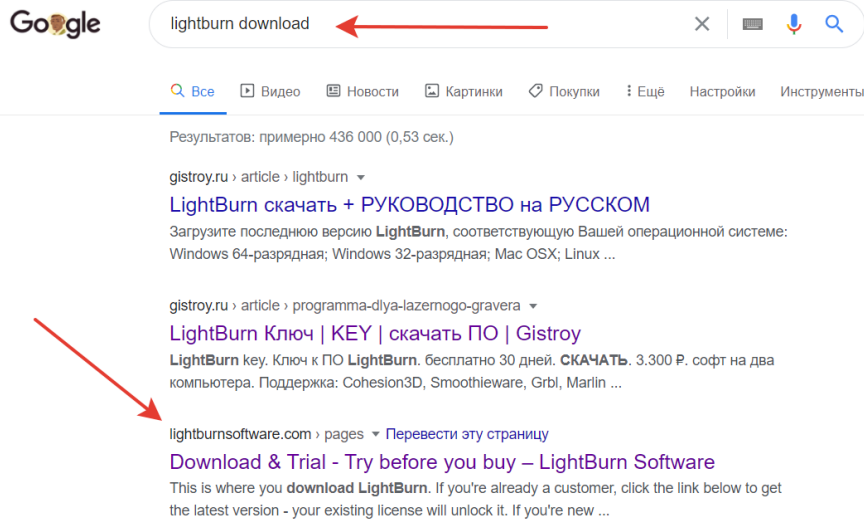 Google
lightburn download
Все Видео Новости Картинки Покупки Ещё Настройки Инструменты
Результатов: примерно 436 000 (0,53 сек.)
gistroy.ru › article › lightburn
LightBurn скачать + РУКОВОДСТВО на РУССКОМ
Загрузите последнюю версию LightBurn, соответствующую Вашей операционной системе:
Windows 64-разрядная; Windows 32-разрядная; Mac OSX; Linux ...
gistroy.ru › article › programma-dlya-lazernogo-gravera
LightBurn Ключ | KEY | скачать ПО | Gistroy
LightBurn key. Ключ к ПО LightBurn. бесплатно 30 дней. СКАЧАТЬ. 3.300 ₽. софт на два
компьютера. Поддержка: Cohesion3D, Smoothieware, Grbl, Marlin ...
lightburnsoftware.com › pages Перевести эту страницу
Download & Trial - Try before you buy – LightBurn Software
This is where you download LightBurn. If you're already a customer, click the link below to get
the latest version - your existing license will unlock it. If you're new ...